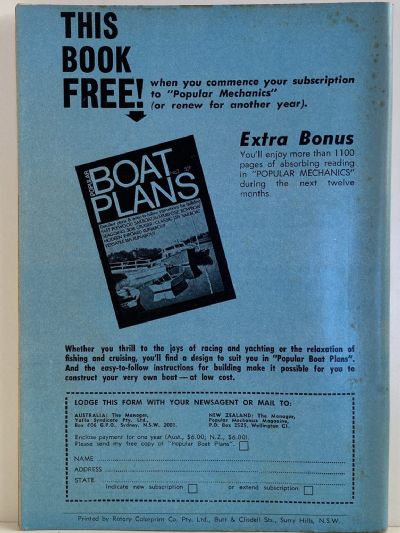 THIS
BOOK
FREE!
when you commence your subscription
to "Popular Mechanics"
(or renew for another year).
Extra Bonus
You'll enjoy more than 1100
pages of absorbing reading
in "POPULAR MECHANICS"
during the next twelve
months.
POPULAR
BOAT
PLANS
Whether you thrill to the joys of racing and yachting or the relaxation of
fishing and cruising, you'll find a design to suit you in "Popular Boat Plans".
And the easy-to-follow instructions for building make it possible for you to
construct your very own boat — at low cost.
LODGE THIS FORM WITH YOUR NEWSAGENT OR MAIL TO:
AUSTRALIA: The Manager,
Yaffa Syndicate Pty. Ltd.,
Box 606 G.P.O. Sydney, N.S.W. 2001.
NEW ZEALAND: The Manager,
Popular Mechanics Magazine,
P.O. Box 2525, Wellington C1.
Enclose payment for one year (Aust., $6.00; N.Z., $6.00).
Please send my free copy of "Popular Boat Plans".
NAME
ADDRESS
STATE
Indicate new subscription
or extend subscription
Printed by Rotary Colorprint Co. Pty. Ltd., Butt & Clisdell Sts., Surry Hills, N.S.W.